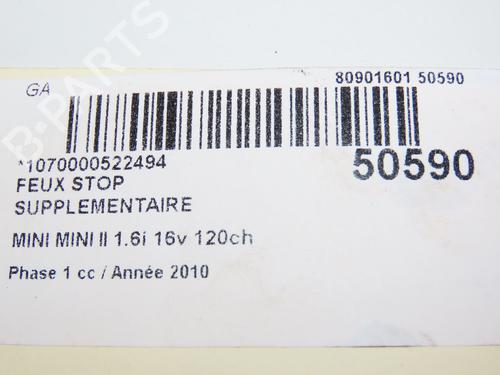 GA
80901601 50590
*1070000522494
50590
FEUX STOP
SUPPLEMENTAIRE
MINI MINI II 1.6i 16v 120ch
Phase 1 cc / Année 2010
B-PARTS